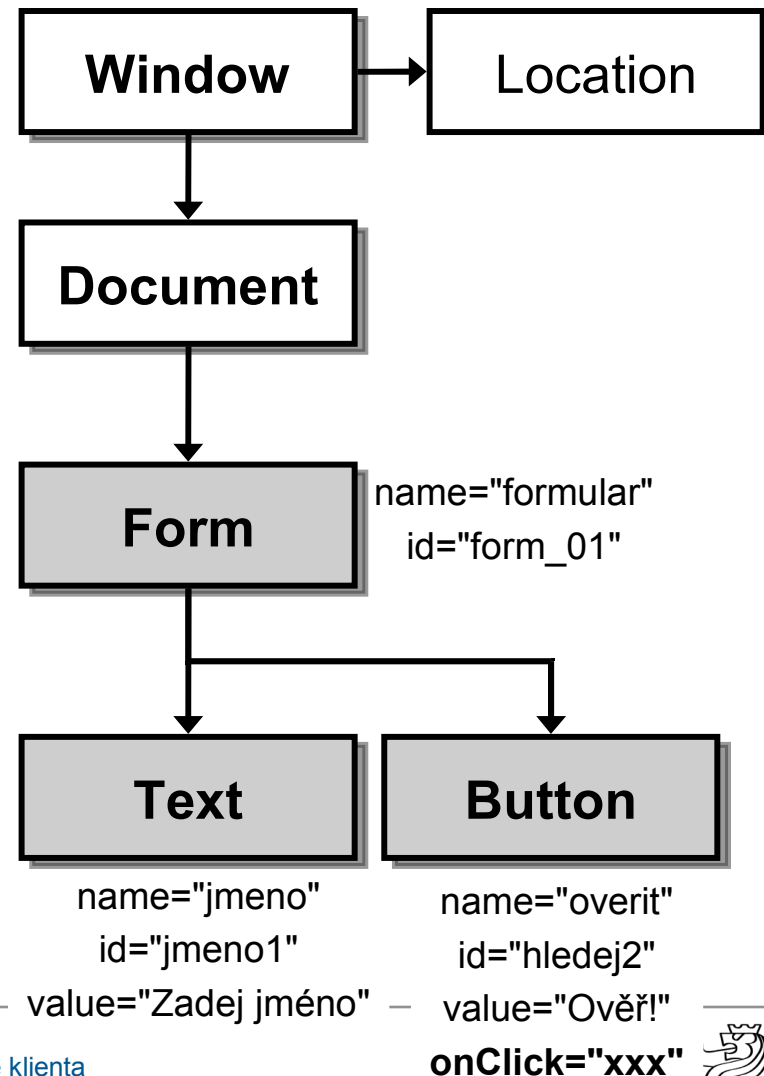 Window
Location
Document
Form
name="formular"
id="form_01"
Text
Button
name="jmeno"
id="jmeno1"
value="Zadej jméno"
name="overit"
id="hledej2"
value="Ověř!"
onClick="xxx"
klienta